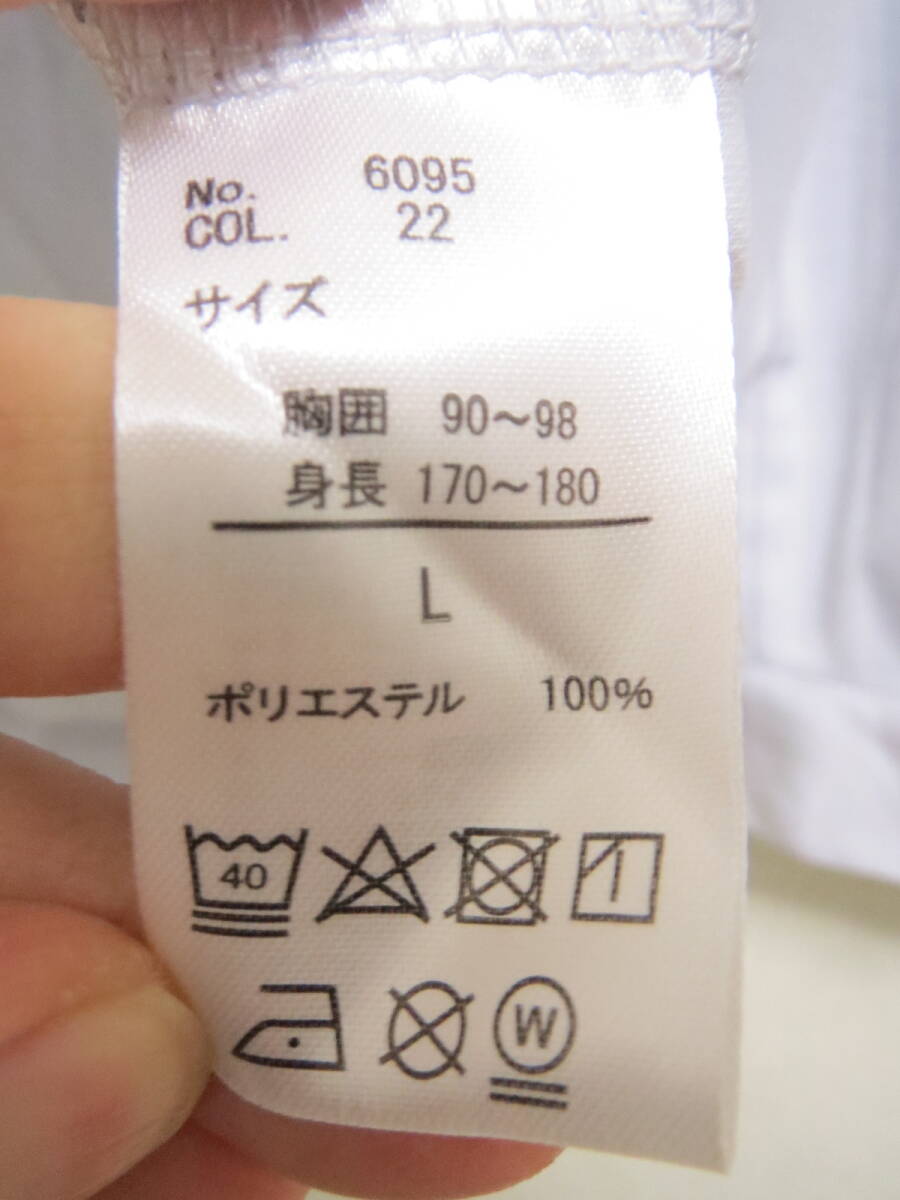 No. 6095
COL. 22
サイズ
胸囲 90～98
身長 170～180
L
ポリエステル 100%
40
W